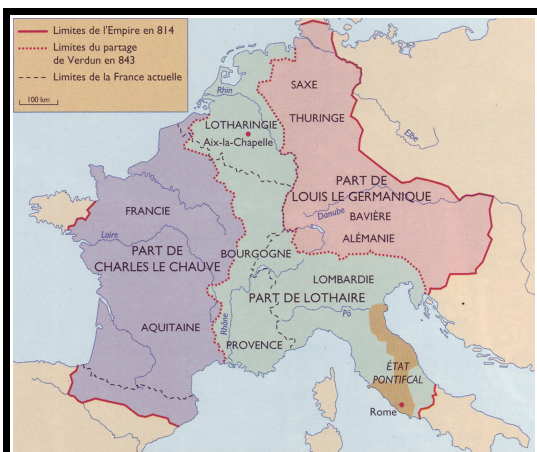 Limites de l'Empire en 814
Limites du partage
de Verdun en 843
Limites de la France actuelle
100 km
SAXE
Rhin
THURINGE
LOTHARINGIE
Elbe
Aix-la-Chapelle
PART DE
LOUIS LE GERMANIQUE
FRANCIE
Danube
BAVIÈRE
Loire
ALÉMANIE
PART DE
CHARLES LE CHAUVE
BOURGOGNE
LOMBARDIE
PART DE LOTHAIRE
Pô
Rhône
AQUITAINE
PROVENCE
ÉTAT
PONTIFCAL
Rome